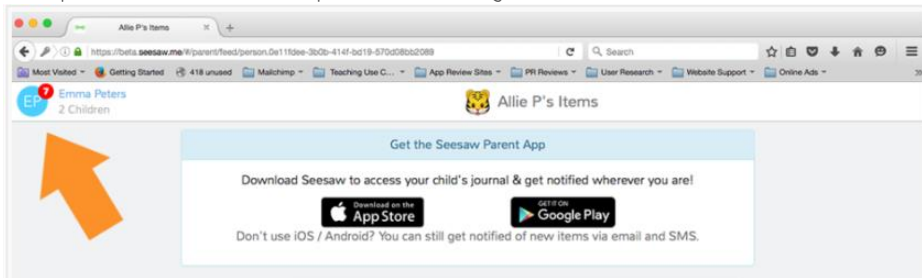 Allie P's Items
https://beta.seesaw.me/#/parent/feed/person.0e11fdee-3b0b-414f-bd19-570d08bb2089
Search
Most Visited
Getting Started
418 unused
Mailchimp
Teaching Use C...
App Review Sites
PR Reviews
User Research
Website Support
Online Ads
EP
7
Emma Peters
2 Children
Allie P's Items
Get the Seesaw Parent App
Download Seesaw to access your child's journal & get notified wherever you are!
Download on the
App Store
GET IT ON
Google Play
Don't use iOS / Android? You can still get notified of new items via email and SMS.